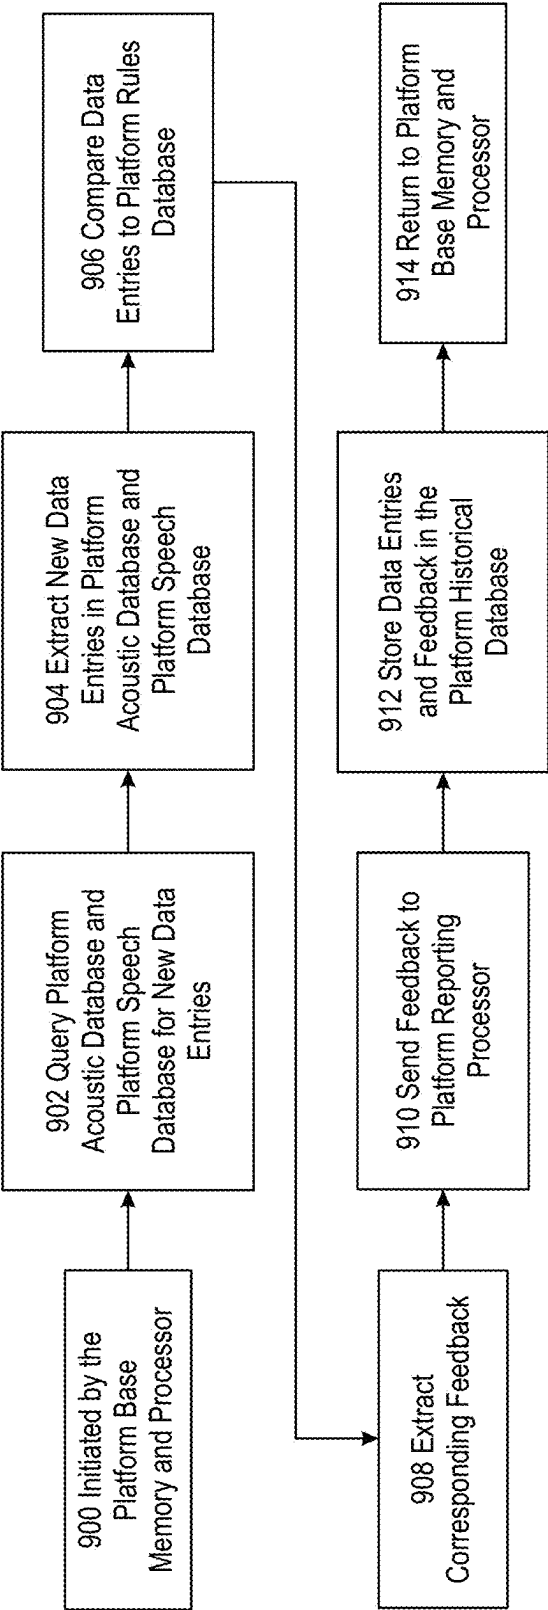 900 Initiated by the
Platform Base
Memory and Processor
902 Query Platform
Acoustic Database and
Platform Speech
Database for New Data
Entries
904 Extract New Data
Entries in Platform
Acoustic Database and
Platform Speech
Database
906 Compare Data
Entries to Platform Rules
Database
908 Extract
Corresponding Feedback
910 Send Feedback to
Platform Reporting
Processor
912 Store Data Entries
and Feedback in the
Platform Historical
Database
914 Return to Platform
Base Memory and
Processor